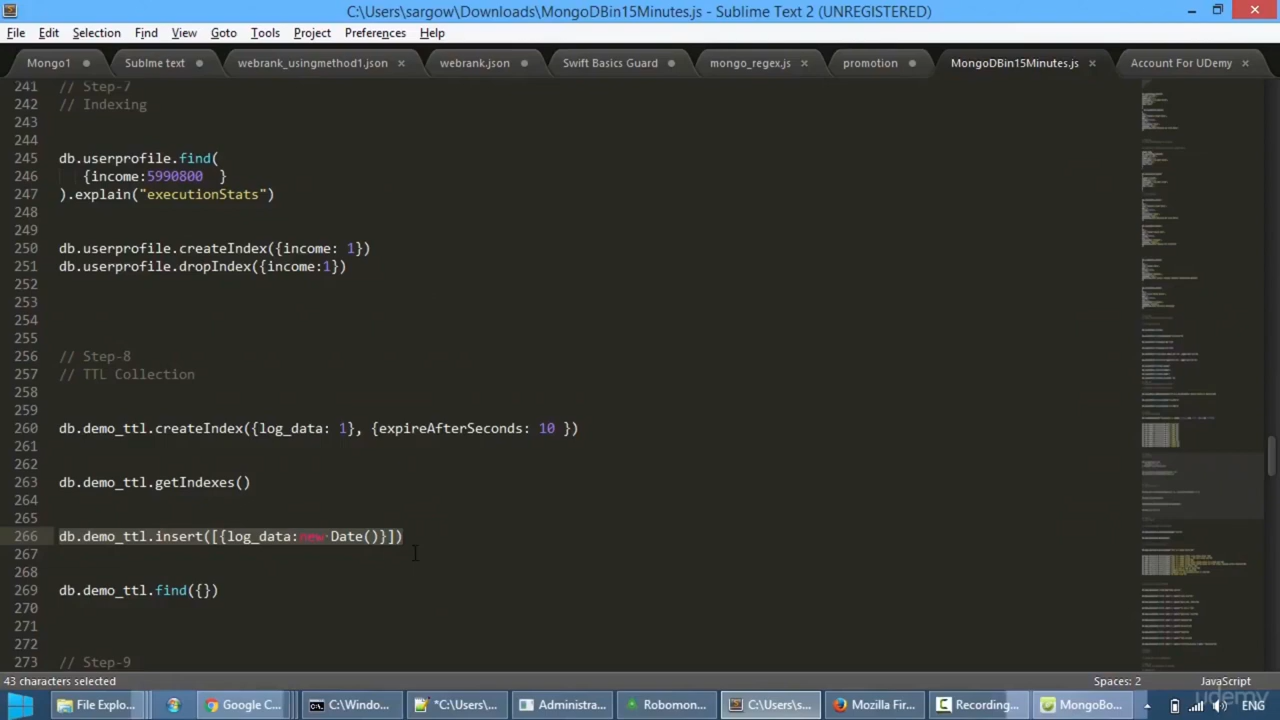 C:\Users\sargow\Downloads\MongoDBin15Minutes.js - Sublime Text 2 (UNREGISTERED)
File Edit Selection Find View Goto Tools Project Preferences Help
Mongo1 Sublme text webrank_usingmethod1.json webrank.json Swift Basics Guard mongo_regex.js promotion MongoDBin15Minutes.js Account For UDemy
241 // Step-7
242 // Indexing
243
244
245 db.userprofile.find(
246 {income:5990800 }
247 ).explain("executionStats")
248
249
250 db.userprofile.createIndex({income: 1})
251 db.userprofile.dropIndex({income:1})
252
253
254
255
256 // Step-8
257 // TTL Collection
258
259
260 db.demo_ttl.createIndex({log_data: 1}, {expireAfterSeconds: 10 })
261
262
263 db.demo_ttl.getIndexes()
264
265
266 db.demo_ttl.insert([{log_data:new Date()}])
267
268
269 db.demo_ttl.find({})
270
271
272
273 // Step-9
43 characters selected Spaces: 2 JavaScript
File Explo... Google C... C:\Windo... *C:\Users\... Administra... Robomon... C:\Users\s... Mozilla Fir... Recording... MongoBo... ENG
udemy